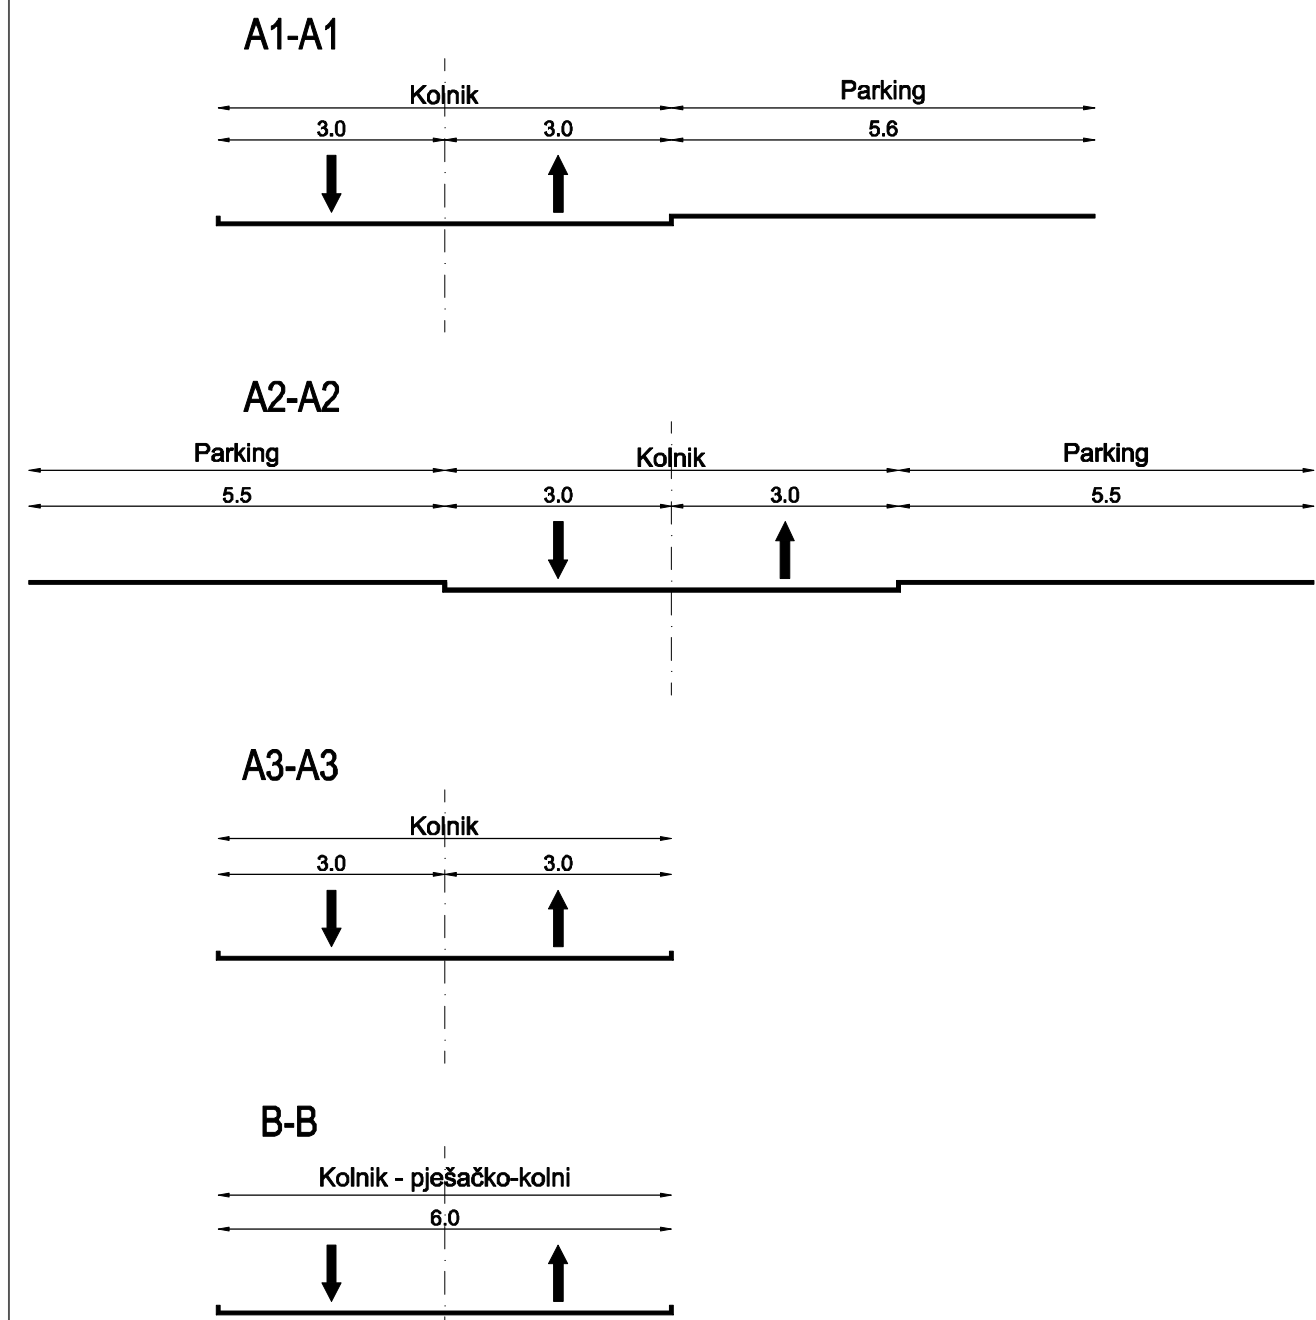 A1-A1
Kolnik Parking
3.0 3.0 5.6
A2-A2
Parking Kolnik Parking
5.5 3.0 3.0 5.5
A3-A3
Kolnik
3.0 3.0
B-B
Kolnik - pješačko-kolni
6.0